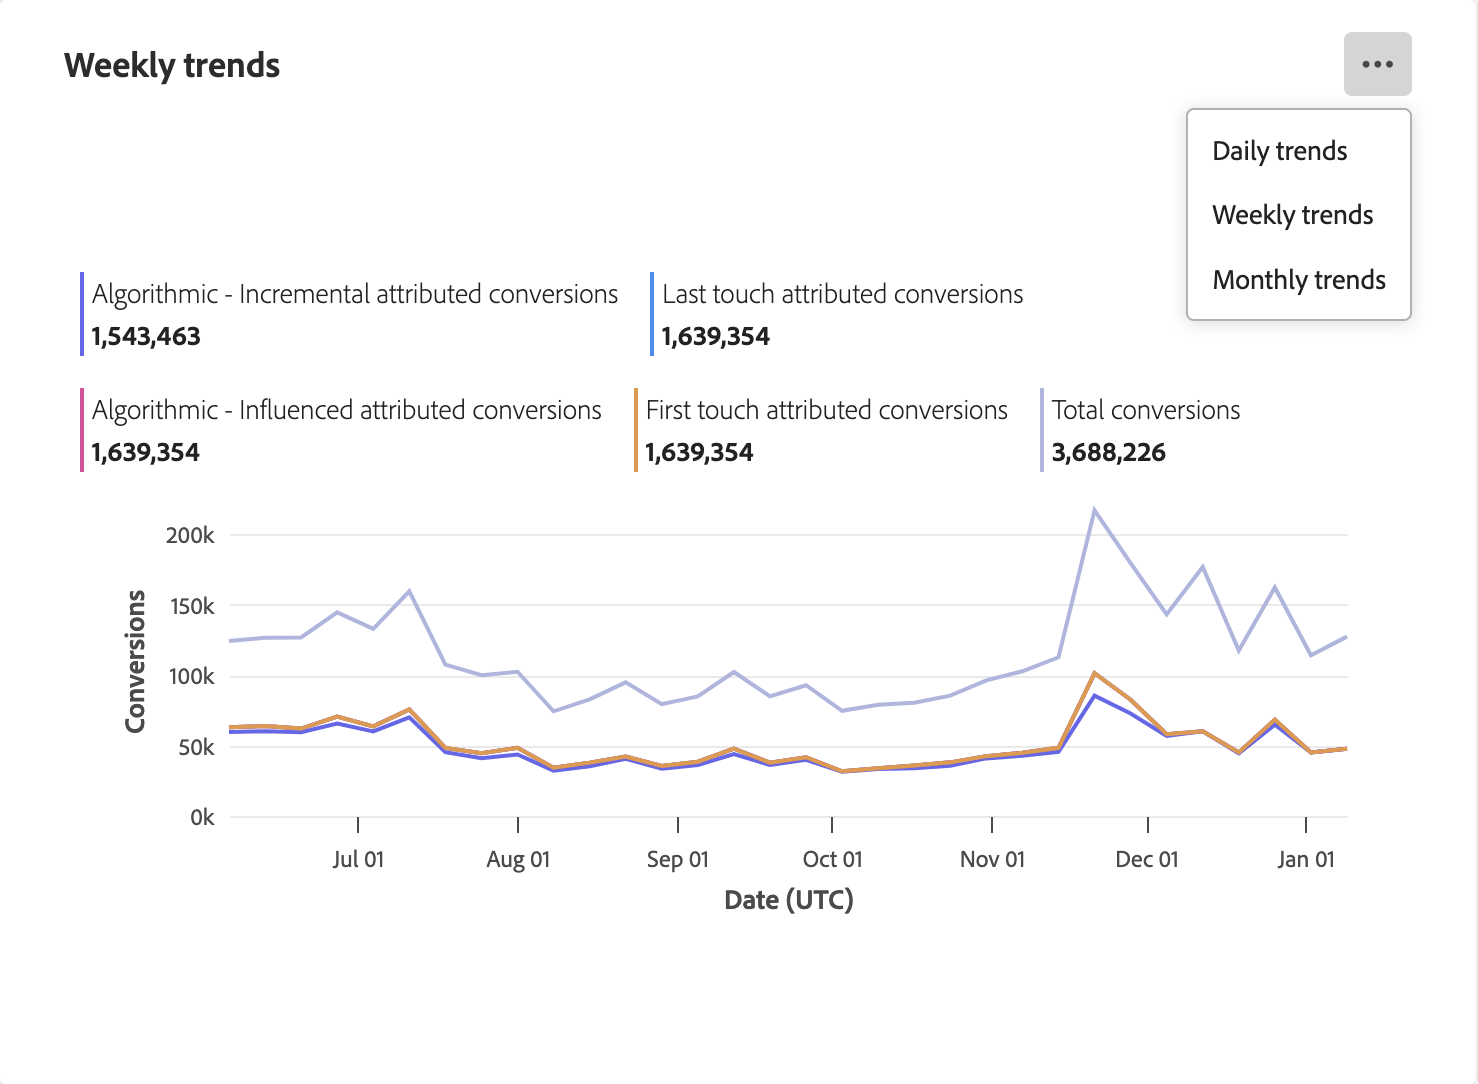 Weekly trends
Daily trends
Weekly trends
Monthly trends
Algorithmic - Incremental attributed conversions
1,543,463
Last touch attributed conversions
1,639,354
Algorithmic - Influenced attributed conversions
1,639,354
First touch attributed conversions
1,639,354
Total conversions
3,688,226
200k
150k
100k
50k
0k
Conversions
Jul 01
Aug 01
Sep 01
Oct 01
Nov 01
Dec 01
Jan 01
Date (UTC)